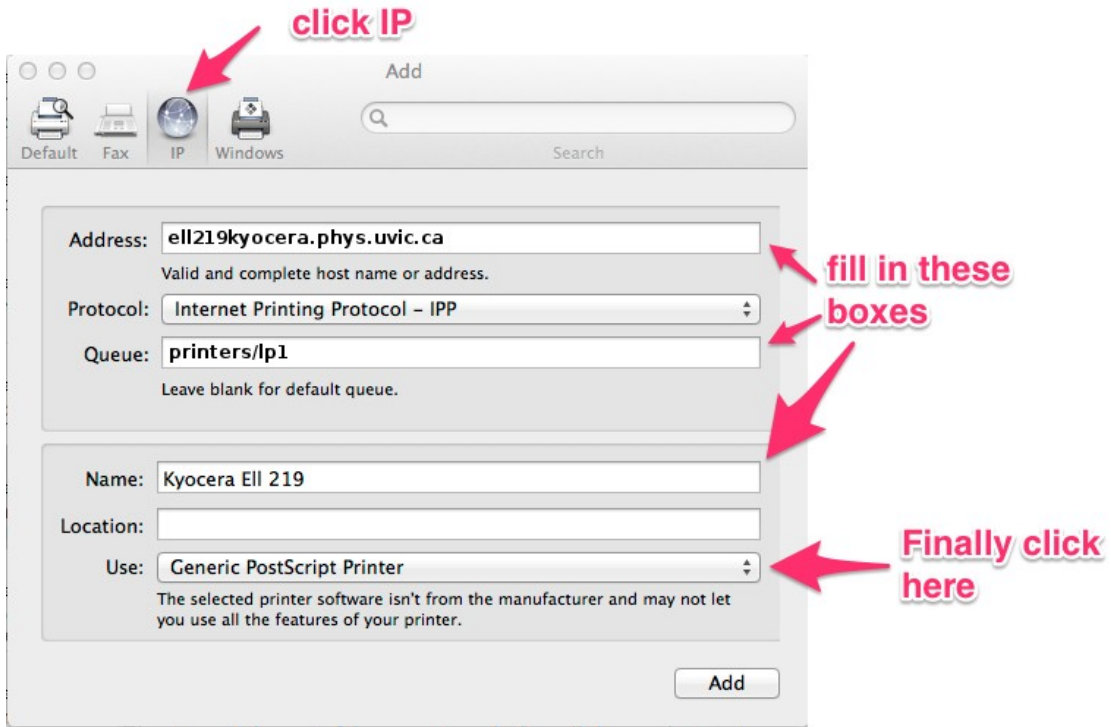 click IP
Add
Default Fax IP Windows
Search
Address: ell219kyocera.phys.uvic.ca
Valid and complete host name or address.
fill in these
boxes
Protocol: Internet Printing Protocol – IPP
Queue: printers/lp1
Leave blank for default queue.
Name: Kyocera Ell 219
Location:
Finally click
here
Use: Generic PostScript Printer
The selected printer software isn't from the manufacturer and may not let
you use all the features of your printer.
Add